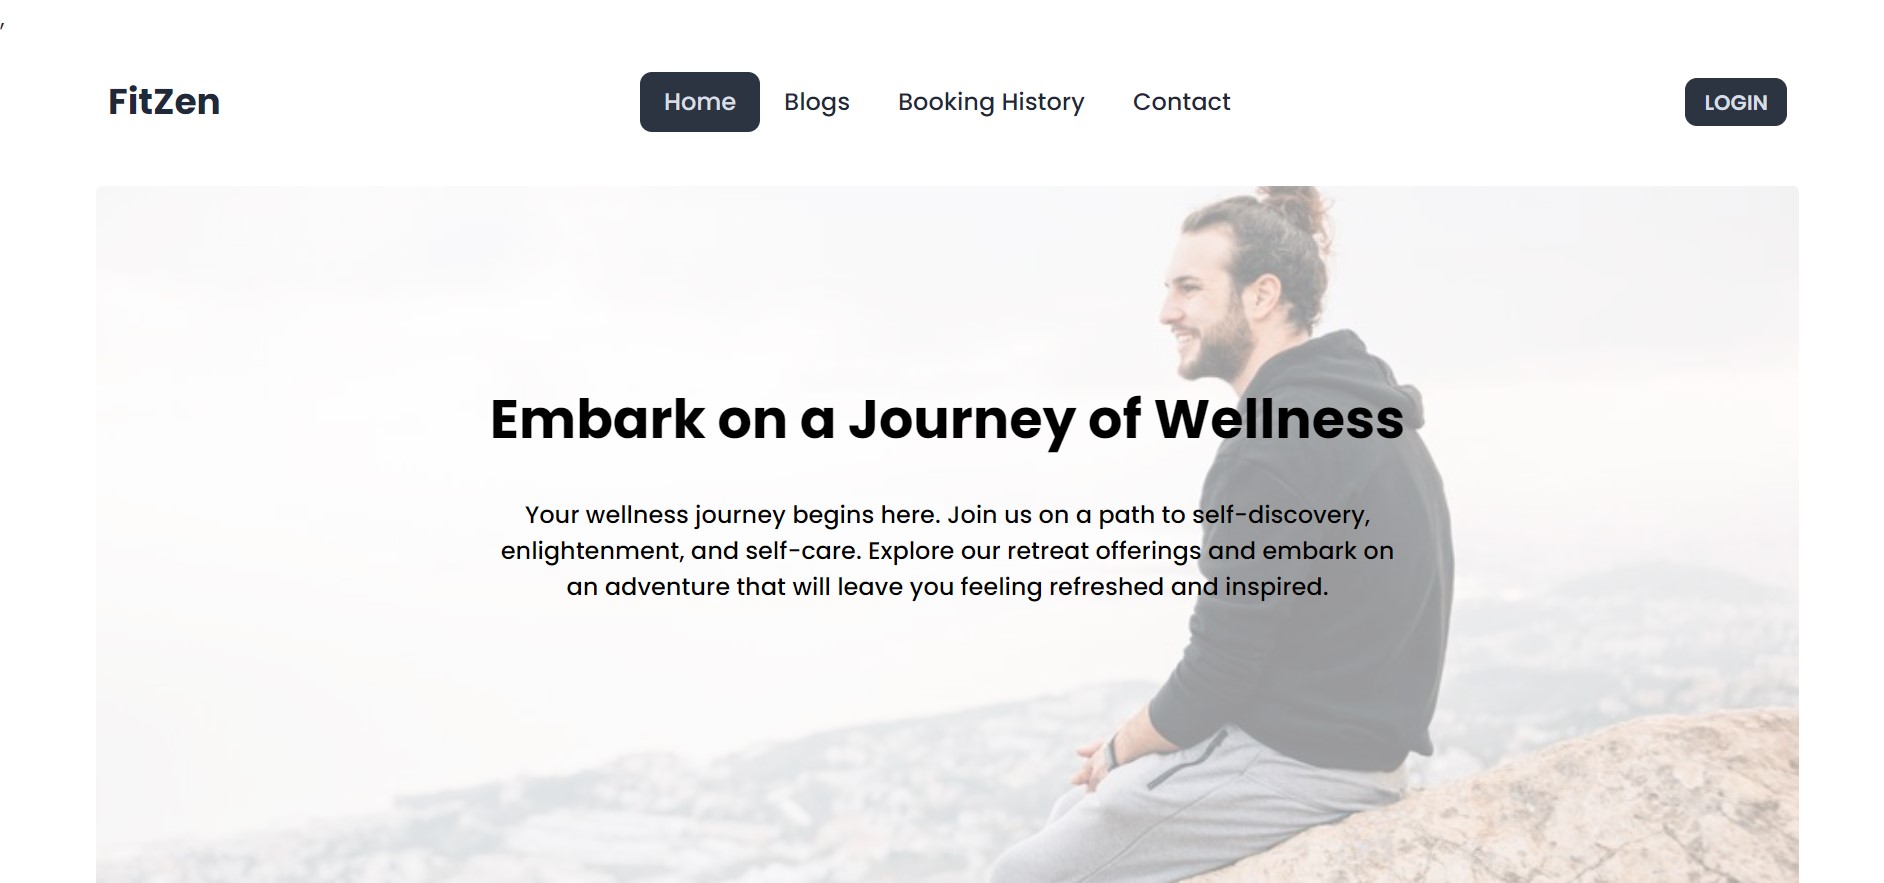 ,
FitZen
Home Blogs Booking History Contact
LOGIN
Embark on a Journey of Wellness
Your wellness journey begins here. Join us on a path to self-discovery,
enlightenment, and self-care. Explore our retreat offerings and embark on
an adventure that will leave you feeling refreshed and inspired.